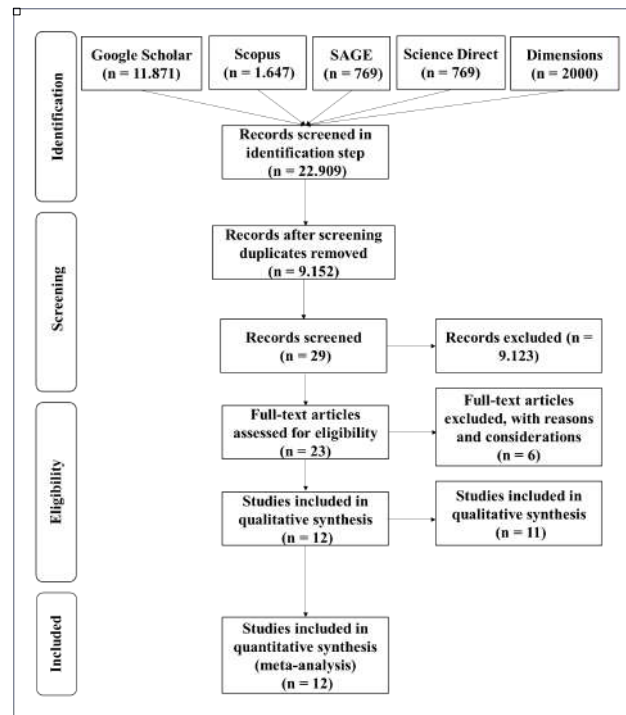 Identification
Google Scholar
(n = 11.871)
Scopus
(n = 1.647)
SAGE
(n = 769)
Science Direct
(n = 769)
Dimensions
(n = 2000)
Records screened in
identification step
(n = 22.909)
Screening
Records after screening
duplicates removed
(n = 9.152)
Records screened
(n = 29)
Records excluded (n =
9.123)
Eligibility
Full-text articles
assessed for eligibility
(n = 23)
Full-text articles
excluded, with reasons
and considerations
(n = 6)
Studies included in
qualitative synthesis
(n = 12)
Studies included in
qualitative synthesis
(n = 11)
Included
Studies included in
quantitative synthesis
(meta-analysis)
(n = 12)